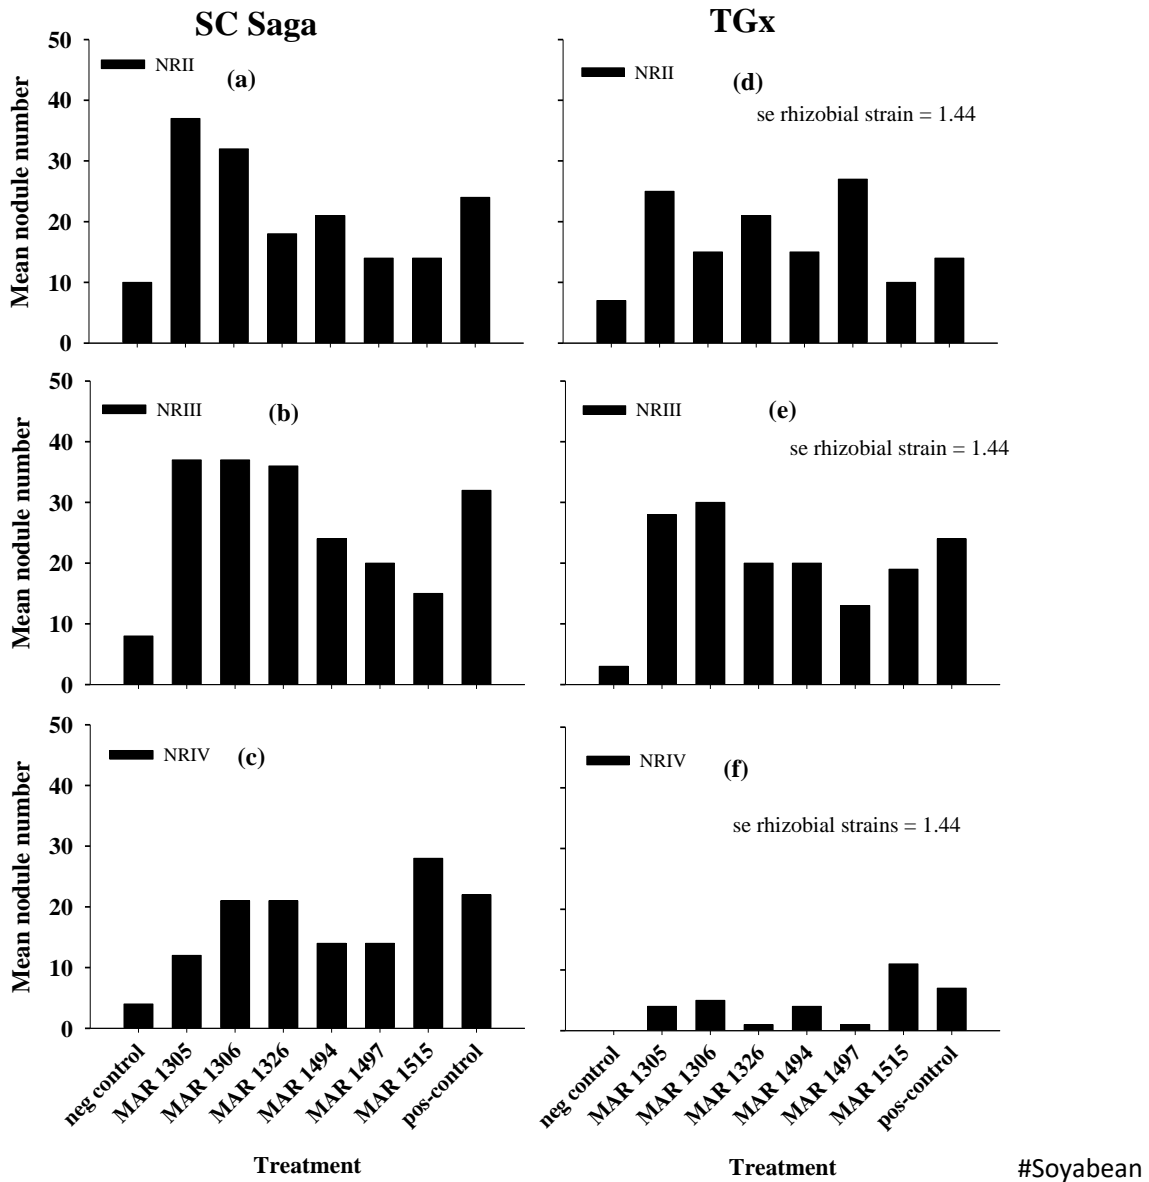 SC Saga
TGx
50
40
30
20
10
0
Mean nodule number
NRII
(a)
NRII
(d)
se rhizobial strain = 1.44
50
40
30
20
10
0
Mean nodule number
NRIII
(b)
NRIII
(e)
se rhizobial strain = 1.44
50
40
30
20
10
0
Mean nodule number
NRIV
(c)
NRIV
(f)
se rhizobial strains = 1.44
neg control
MAR 1305
MAR 1306
MAR 1326
MAR 1494
MAR 1497
MAR 1515
pos-control
neg control
MAR 1305
MAR 1306
MAR 1326
MAR 1494
MAR 1497
MAR 1515
pos-control
Treatment
Treatment
#Soyabean